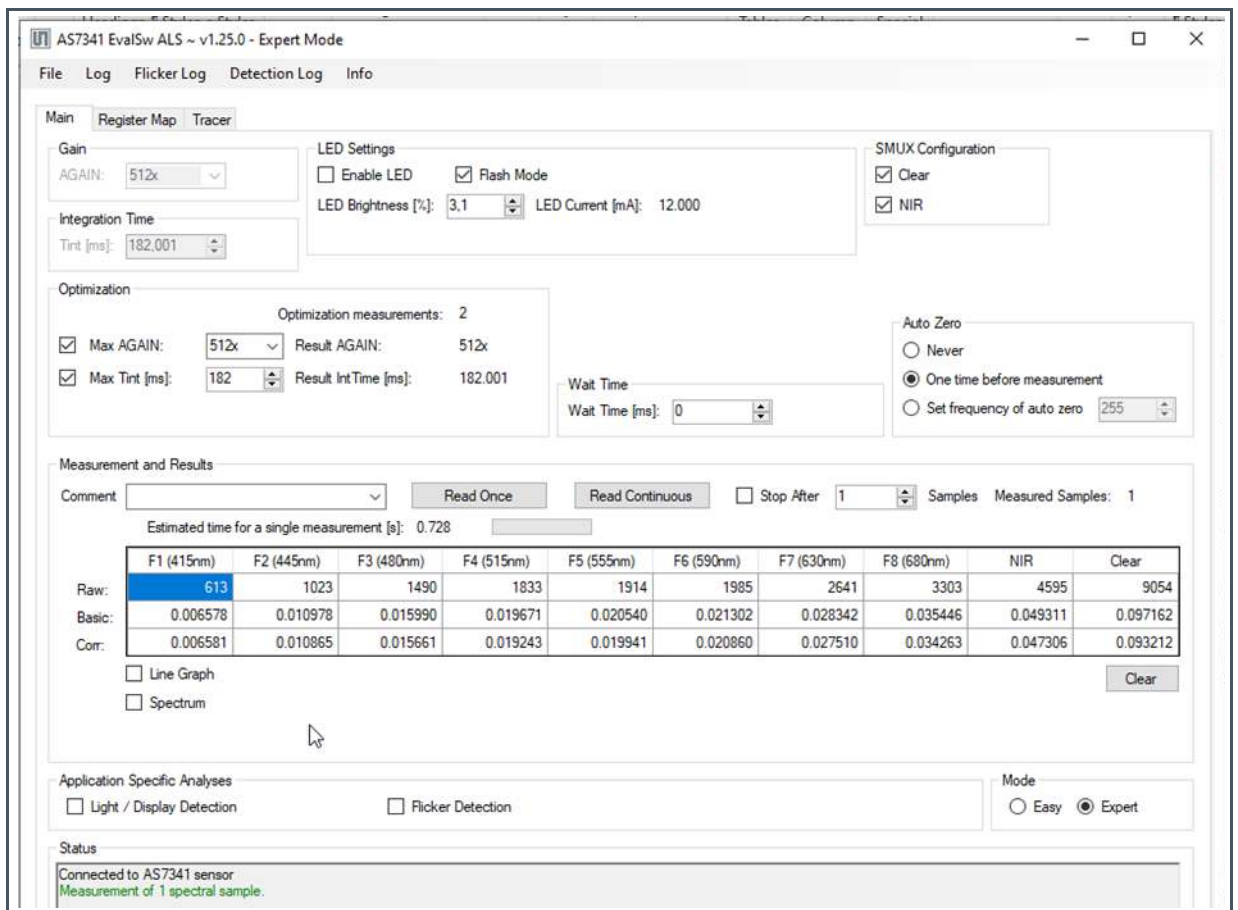 AS7341 EvalSw ALS ~ v1.25.0 - Expert Mode
File Log Flicker Log Detection Log Info
Main Register Map Tracer
Gain
AGAIN: 512x
Integration Time
Tint [ms]: 182,001
LED Settings
Enable LED Flash Mode
LED Brightness [%]: 3,1 LED Current [mA]: 12.000
SMUX Configuration
Clear
NIR
Optimization
Optimization measurements: 2
Max AGAIN: 512x Result AGAIN: 512x
Max Tint [ms]: 182 Result IntTime [ms]: 182.001
Wait Time
Wait Time [ms]: 0
Auto Zero
Never
One time before measurement
Set frequency of auto zero 255
Measurement and Results
Comment Read Once Read Continuous Stop After 1 Samples Measured Samples: 1
Estimated time for a single measurement [s]: 0.728
F1 (415nm) F2 (445nm) F3 (480nm) F4 (515nm) F5 (555nm) F6 (590nm) F7 (630nm) F8 (680nm) NIR Clear
Raw: 613 1023 1490 1833 1914 1985 2641 3303 4595 9054
Basic: 0.006578 0.010978 0.015990 0.019671 0.020540 0.021302 0.028342 0.035446 0.049311 0.097162
Corr: 0.006581 0.010865 0.015661 0.019243 0.019941 0.020860 0.027510 0.034263 0.047306 0.093212
Line Graph
Clear
Spectrum
Application Specific Analyses
Light / Display Detection Flicker Detection
Mode
Easy Expert
Status
Connected to AS7341 sensor
Measurement of 1 spectral sample.